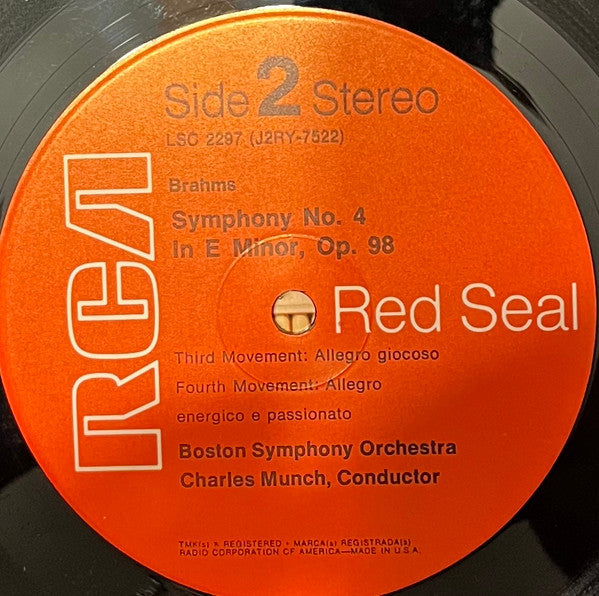 Side 2 Stereo
LSC 2297 (J2RY-7522)
RCA
Brahms
Symphony No. 4
In E Minor, Op. 98
Red Seal
Third Movement: Allegro giocoso
Fourth Movement: Allegro
energico e passionato
Boston Symphony Orchestra
Charles Munch, Conductor
TMK(s) ® REGISTERED • MARCA(s) REGISTRADA(s)
RADIO CORPORATION OF AMERICA—MADE IN U.S.A.